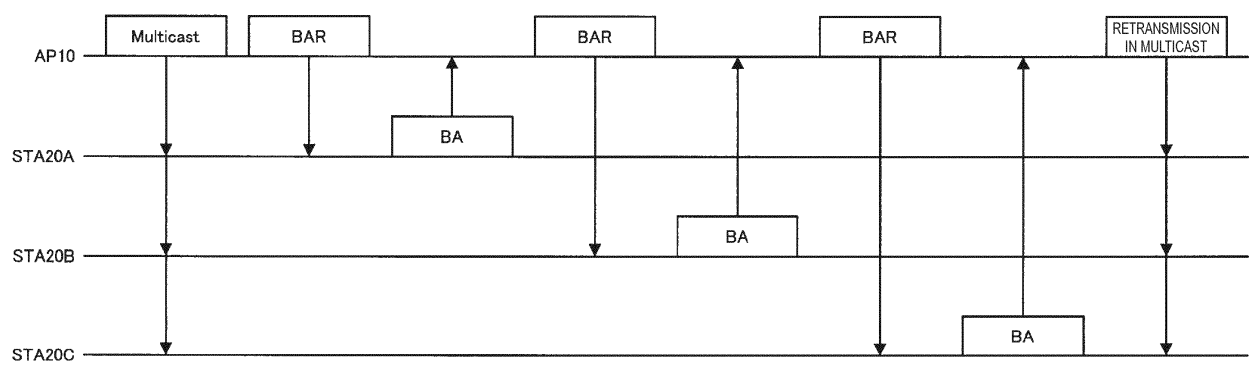 Multicast
BAR
BAR
BAR
RETRANSMISSION
IN MULTICAST
AP10
BA
STA20A
BA
STA20B
BA
STA20C